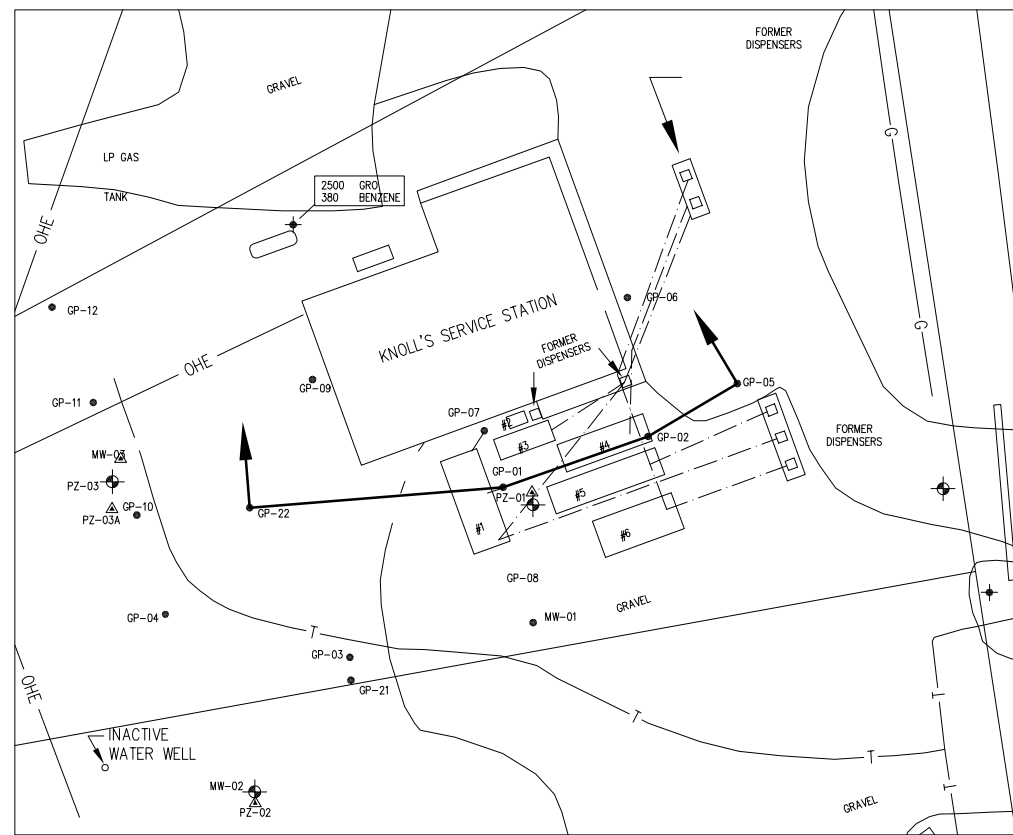 FORMER
DISPENSERS
GRAVEL
G
LP GAS
TANK
2500 GRO
380 BENZENE
OHE
GP-12
GP-06
KNOLL'S SERVICE STATION
G
FORMER
DISPENSERS
OHE
GP-09
GP-05
GP-11
GP-07
#2
#3
#4
GP-02
FORMER
DISPENSERS
MW-03
PZ-03
GP-01
PZ-01
#5
GP-10
PZ-03A
GP-22
#1
#6
GP-08
GP-04
GRAVEL
MW-01
T
GP-03
GP-21
OHE
T
T
INACTIVE
WATER WELL
T
T
MW-02
PZ-02
T
GRAVEL